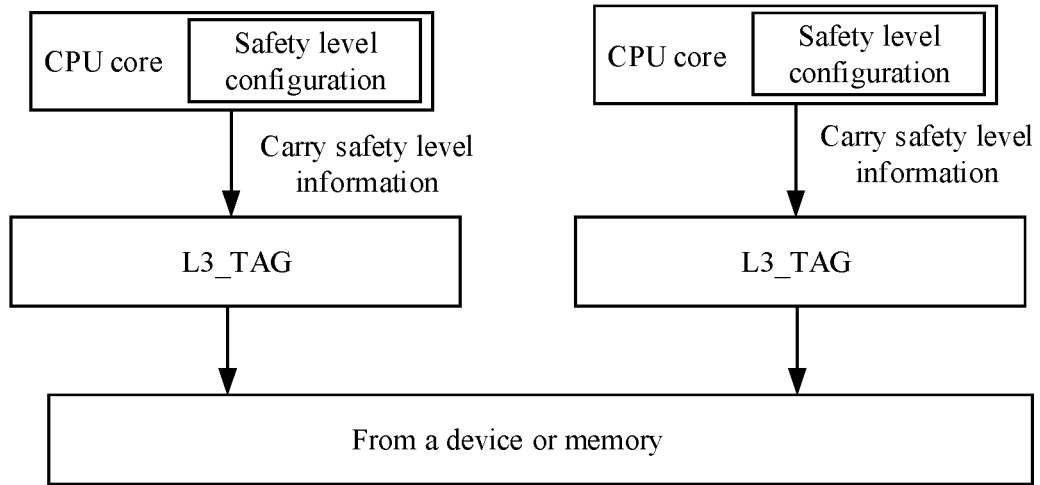 CPU core
Safety level
configuration
CPU core
Safety level
configuration
Carry safety level
information
Carry safety level
information
L3_TAG
L3_TAG
From a device or memory